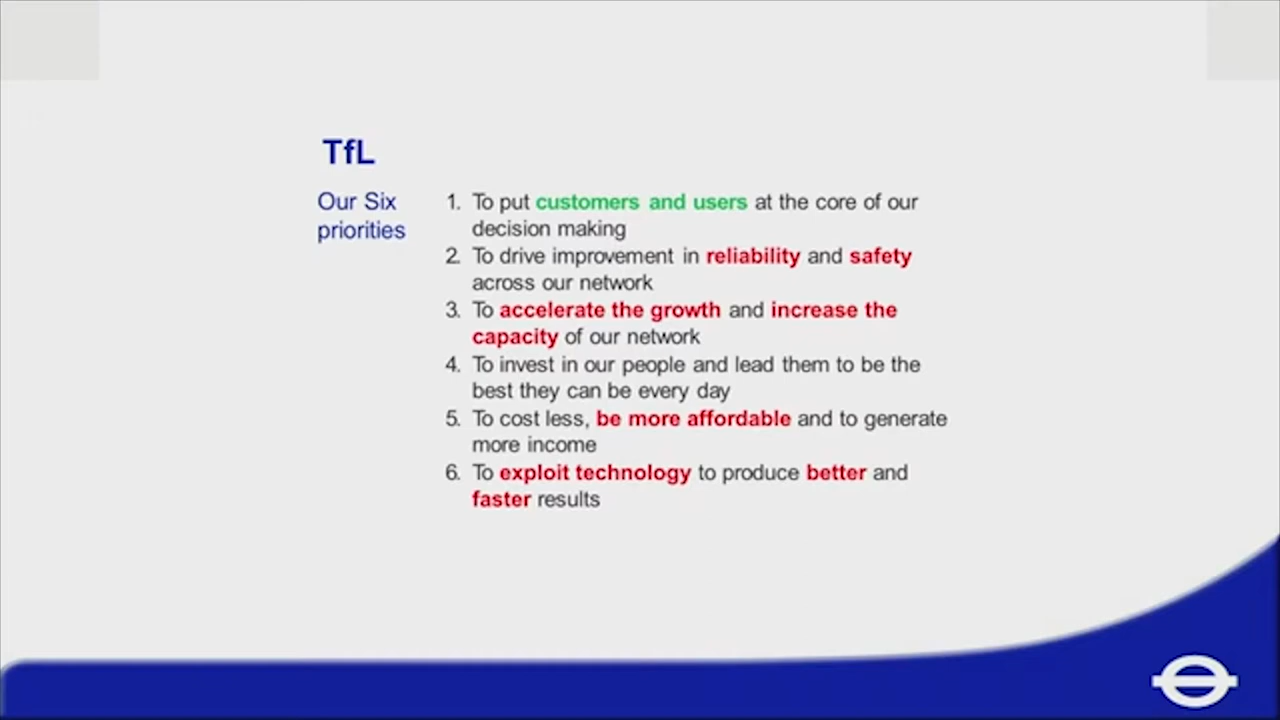 TfL
Our Six
priorities
1. To put customers and users at the core of our
decision making
2. To drive improvement in reliability and safety
across our network
3. To accelerate the growth and increase the
capacity of our network
4. To invest in our people and lead them to be the
best they can be every day
5. To cost less, be more affordable and to generate
more income
6. To exploit technology to produce better and
faster results